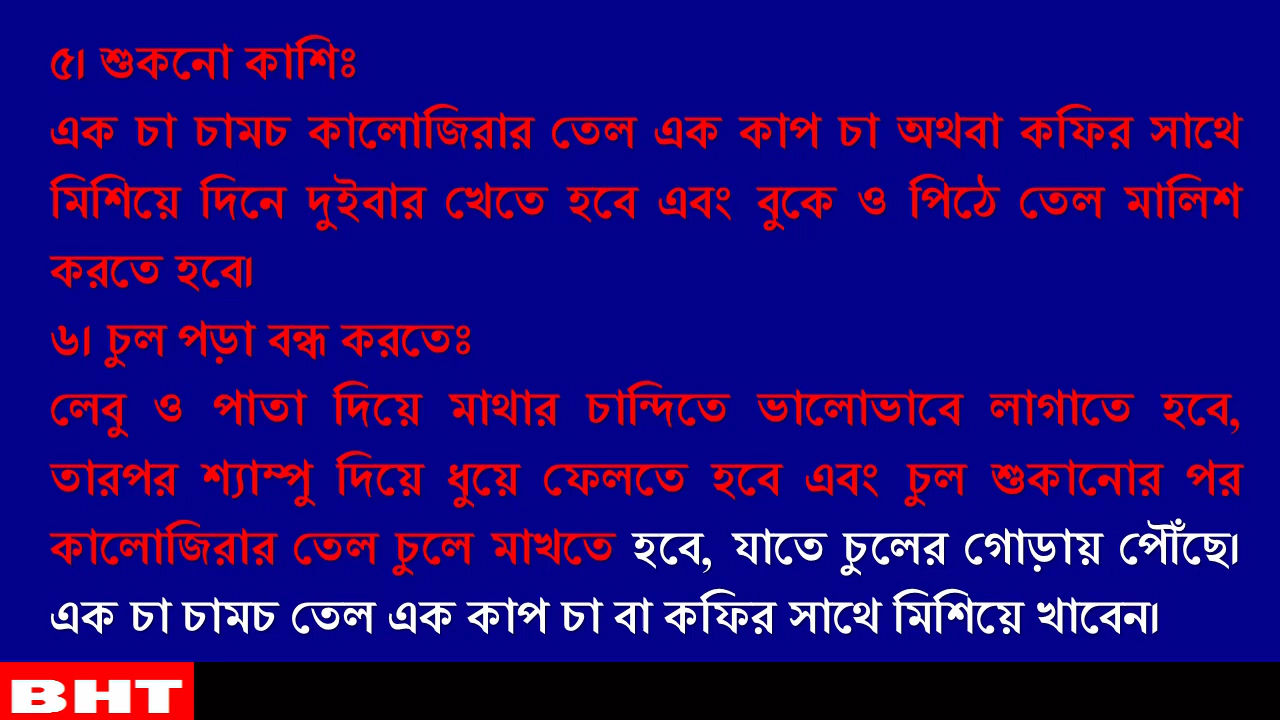 ৫। শুকনো কাশিঃ
এক চা চামচ কালোজিরার তেল এক কাপ চা অথবা কফির সাথে
মিশিয়ে দিনে দুইবার খেতে হবে এবং বুকে ও পিঠে তেল মালিশ
করতে হবে।
৬। চুল পড়া বন্ধ করতেঃ
লেবু ও পাতা দিয়ে মাথার চান্দিতে ভালোভাবে লাগাতে হবে,
তারপর শ্যাম্পু দিয়ে ধুয়ে ফেলতে হবে এবং চুল শুকানোর পর
কালোজিরার তেল চুলে মাখতে হবে, যাতে চুলের গোড়ায় পৌঁছে।
এক চা চামচ তেল এক কাপ চা বা কফির সাথে মিশিয়ে খাবেন।
BHT